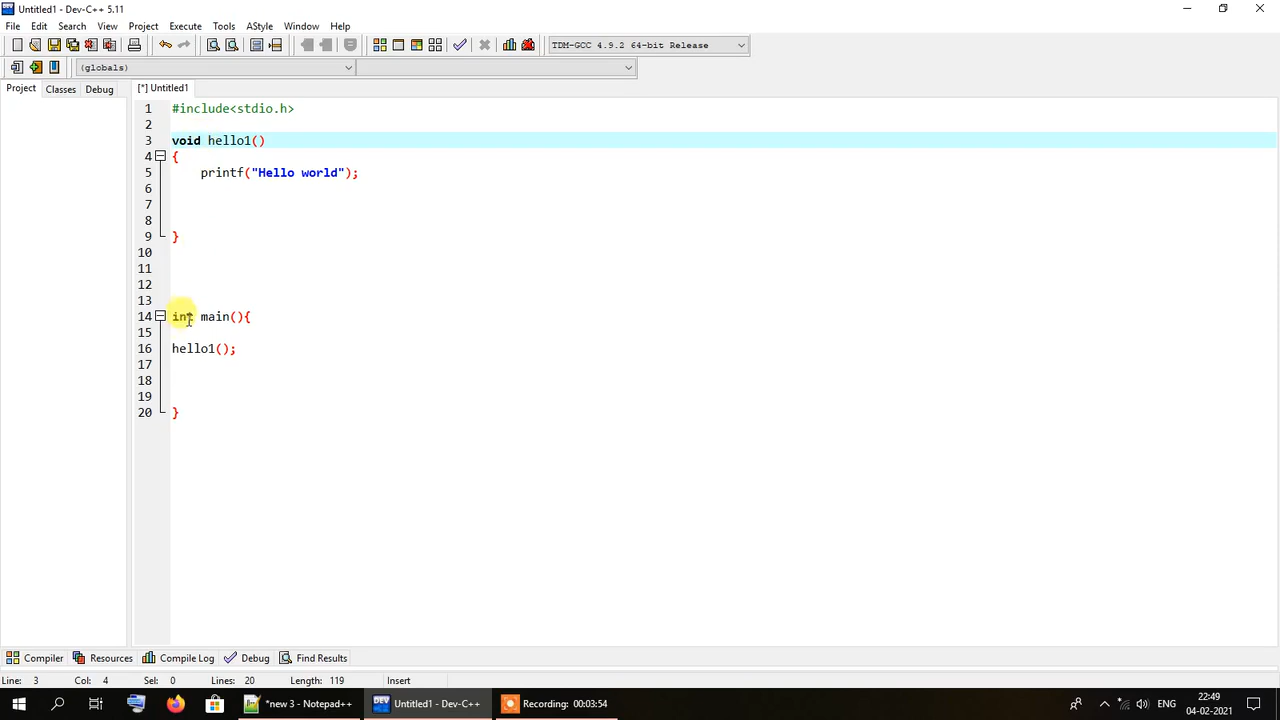 Untitled1 - Dev-C++ 5.11
File Edit Search View Project Execute Tools AStyle Window Help
TDM-GCC 4.9.2 64-bit Release
(globals)
Project Classes Debug [*] Untitled1
1 #include<stdio.h>
2
3 void hello1()
4 {
5 printf("Hello world");
6
7
8
9 }
10
11
12
13
14 int main(){
15
16 hello1();
17
18
19
20 }
Compiler Resources Compile Log Debug Find Results
Line: 3 Col: 4 Sel: 0 Lines: 20 Length: 119 Insert
*new 3 - Notepad++ Untitled1 - Dev-C++ Recording: 00:03:54 ENG 22:49
04-02-2021